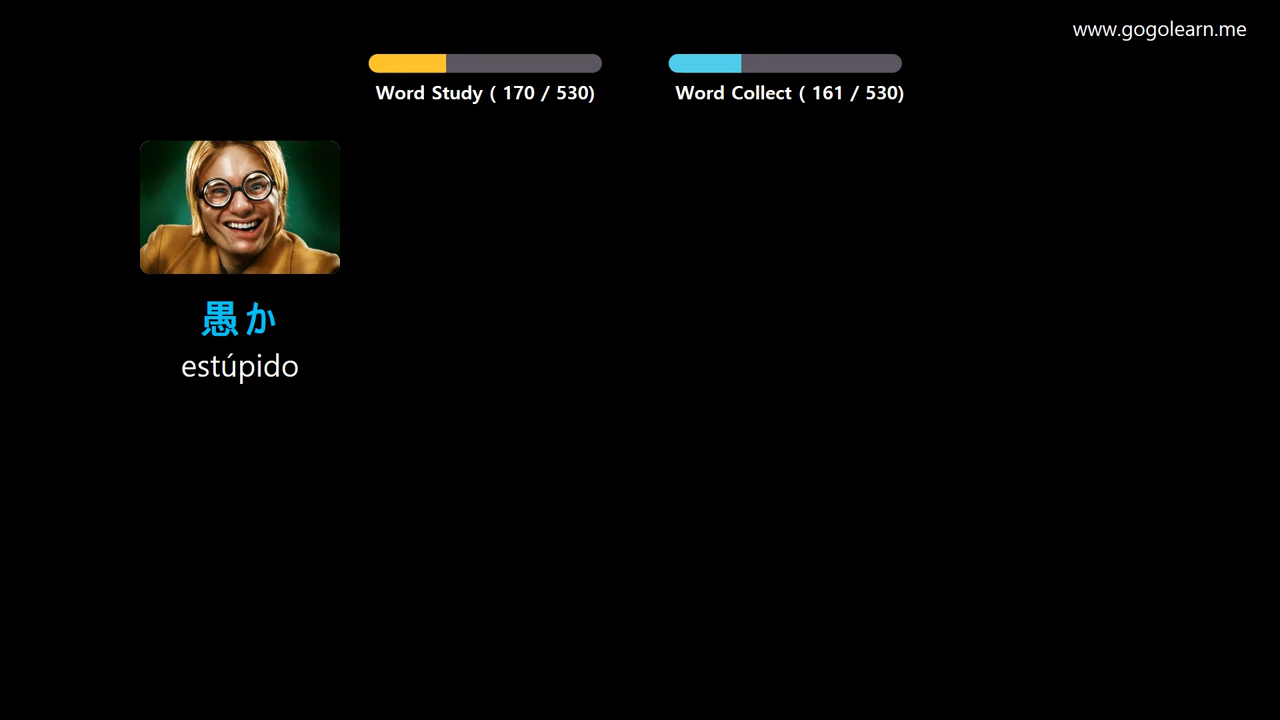 www.gogolearn.me
Word Study ( 170 / 530)
Word Collect ( 161 / 530)
愚か
estúpido